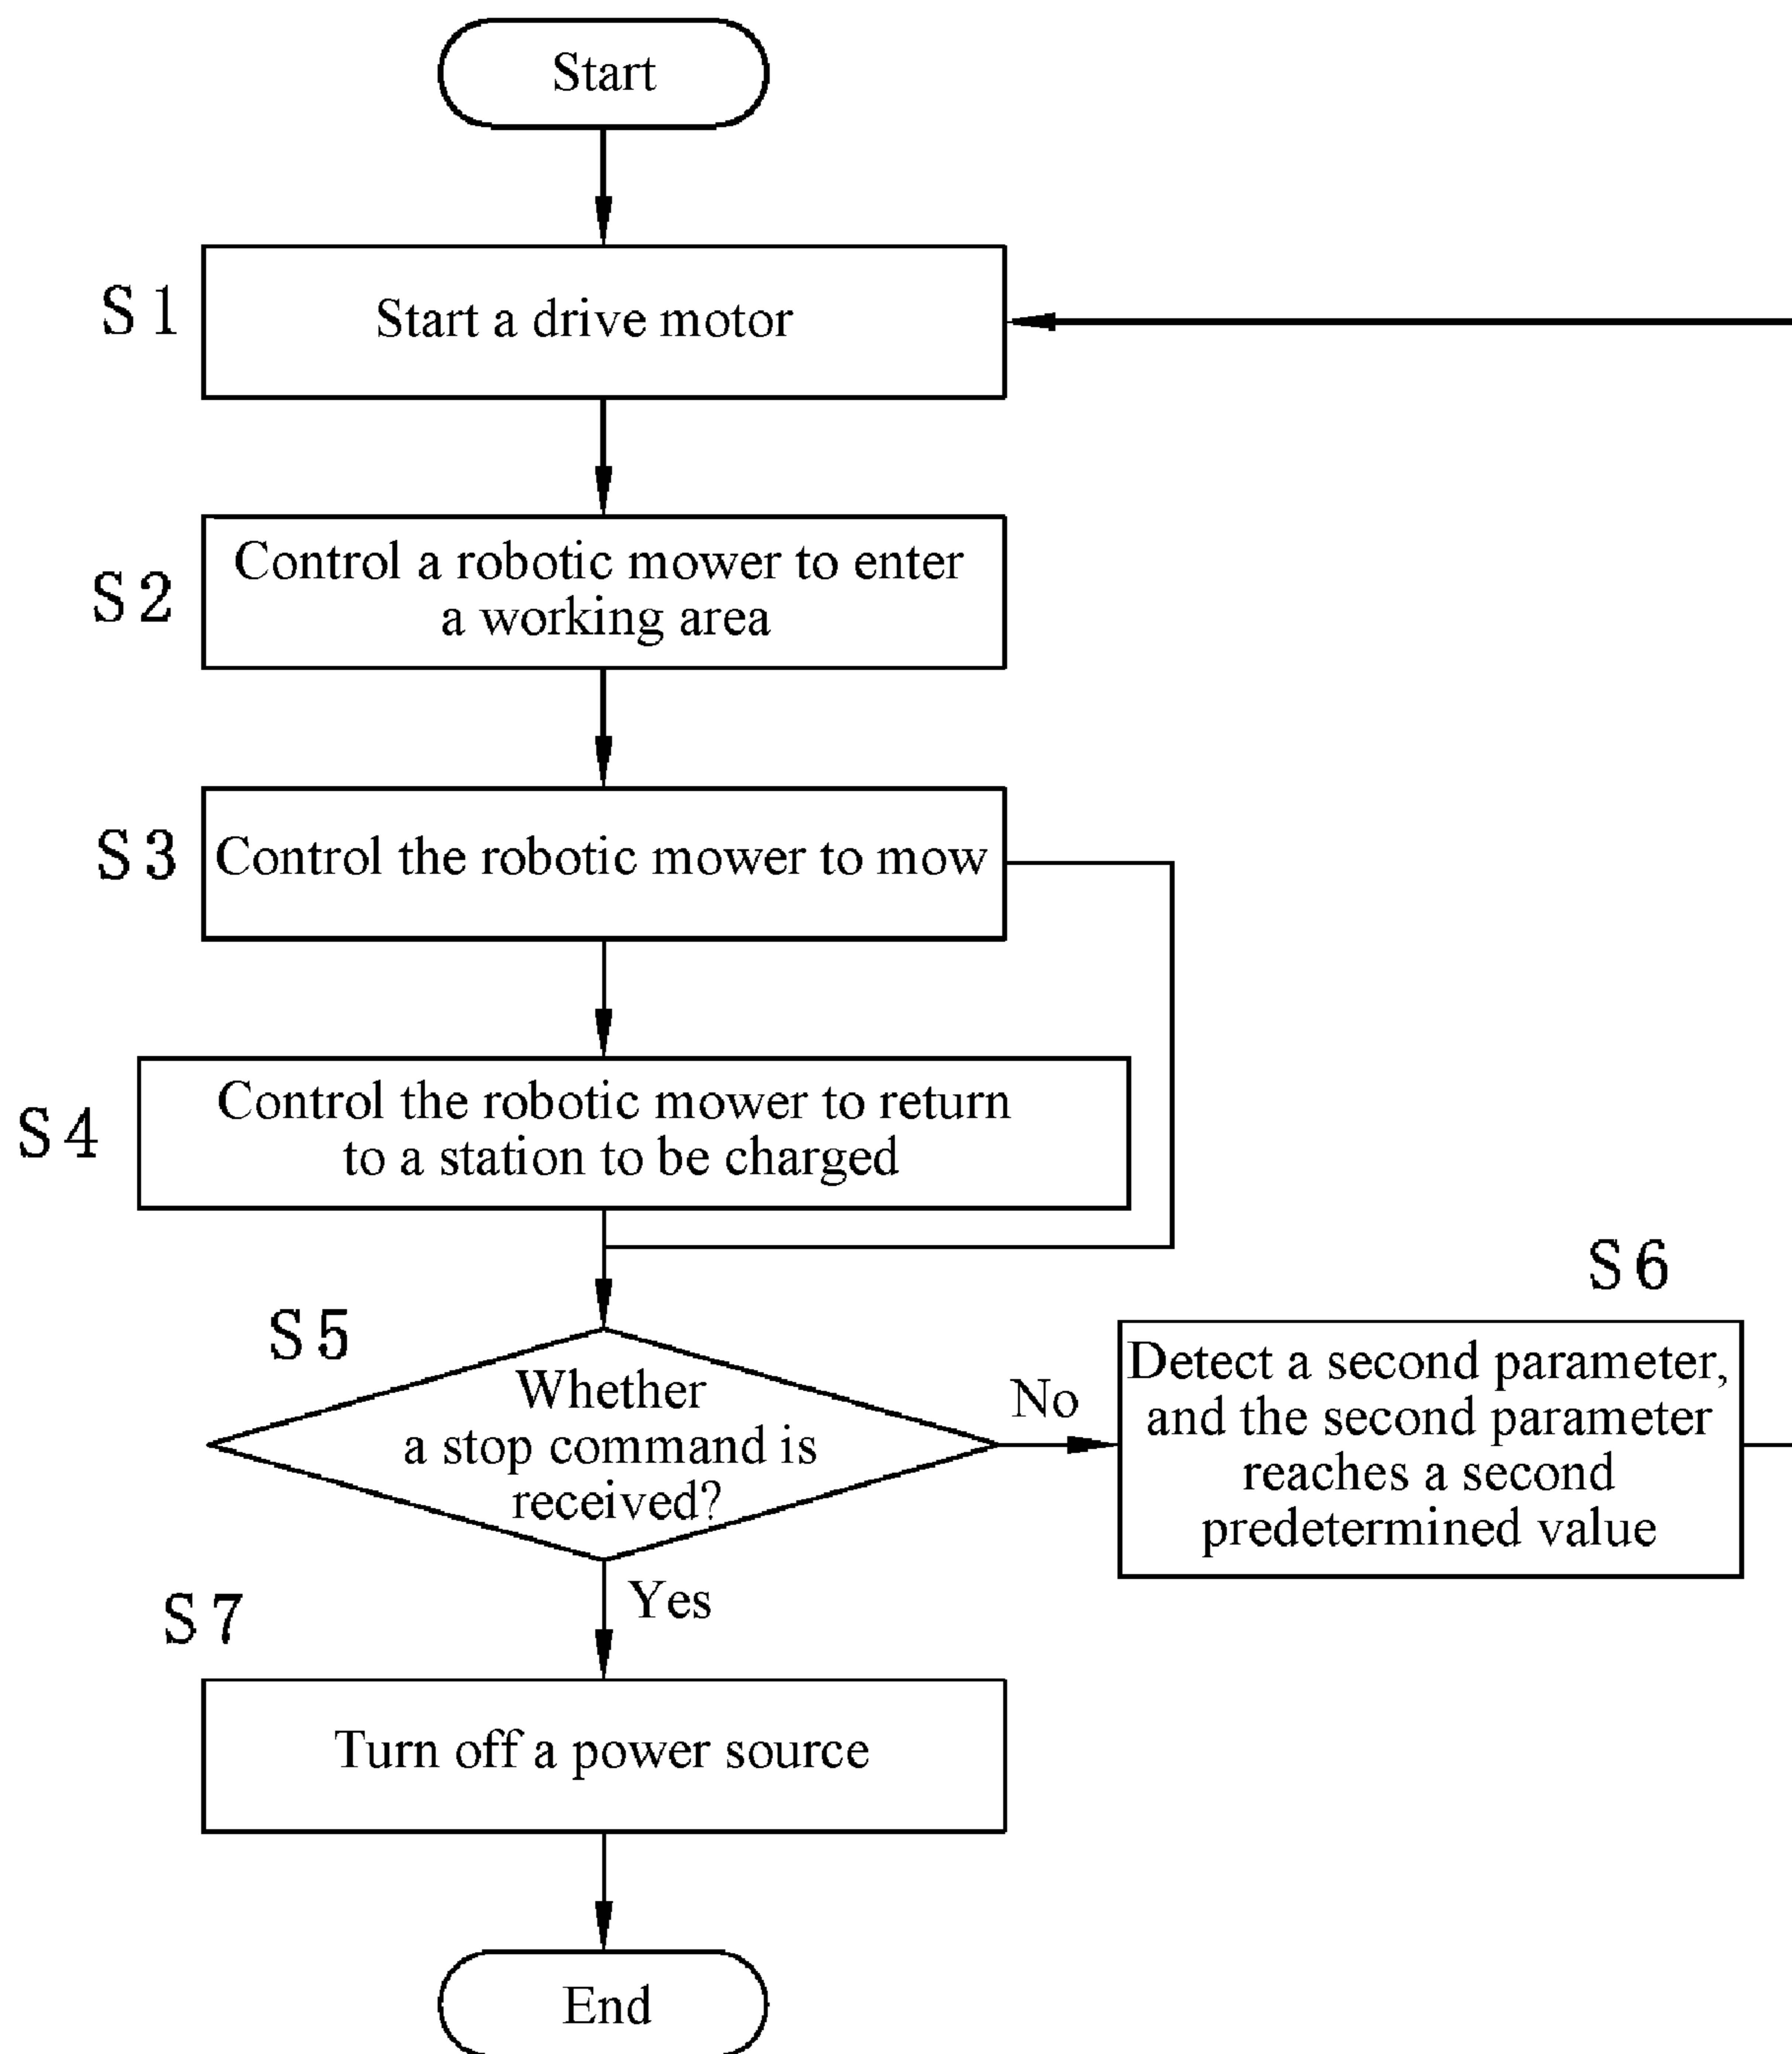 Start
S1
Start a drive motor
S2
Control a robotic mower to enter
a working area
S3
Control the robotic mower to mow
S4
Control the robotic mower to return
to a station to be charged
S5
Whether
a stop command is
received?
No
S6
Detect a second parameter,
and the second parameter
reaches a second
predetermined value
Yes
S7
Turn off a power source
End